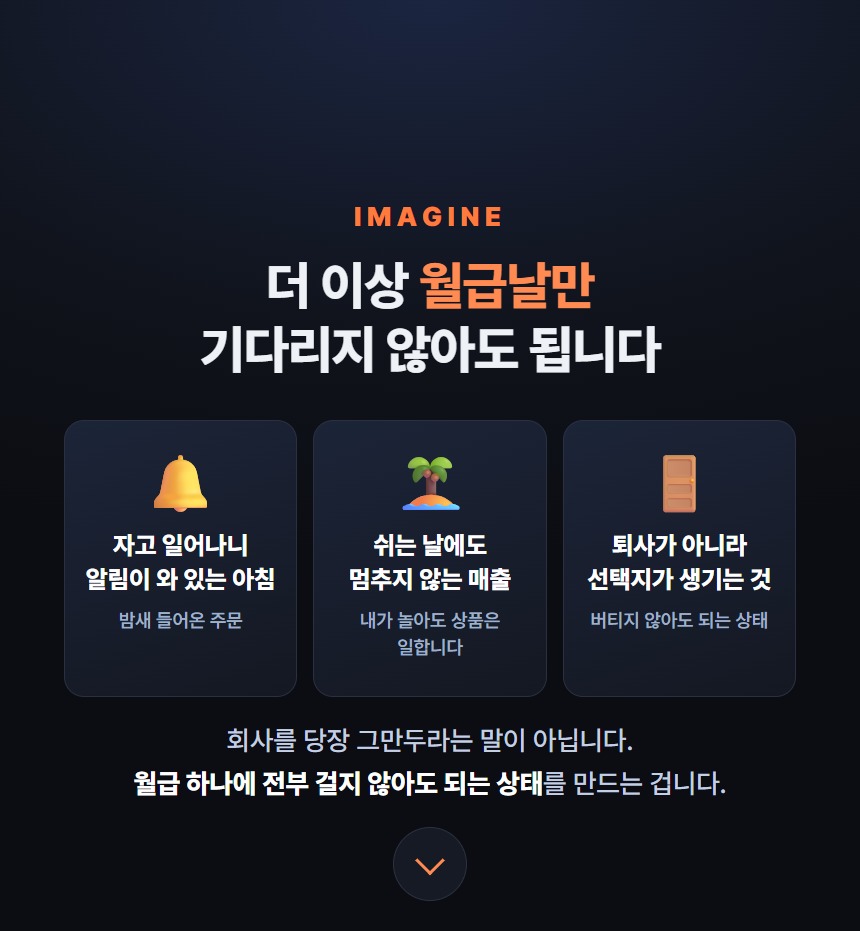 IMAGINE
더 이상 월급날만
기다리지 않아도 됩니다
자고 일어나니
알림이 와 있는 아침
밤새 들어온 주문
쉬는 날에도
멈추지 않는 매출
내가 놀아도 상품은
일합니다
퇴사가 아니라
선택지가 생기는 것
버티지 않아도 되는 상태
회사를 당장 그만두라는 말이 아닙니다.
월급 하나에 전부 걸지 않아도 되는 상태를 만드는 겁니다.